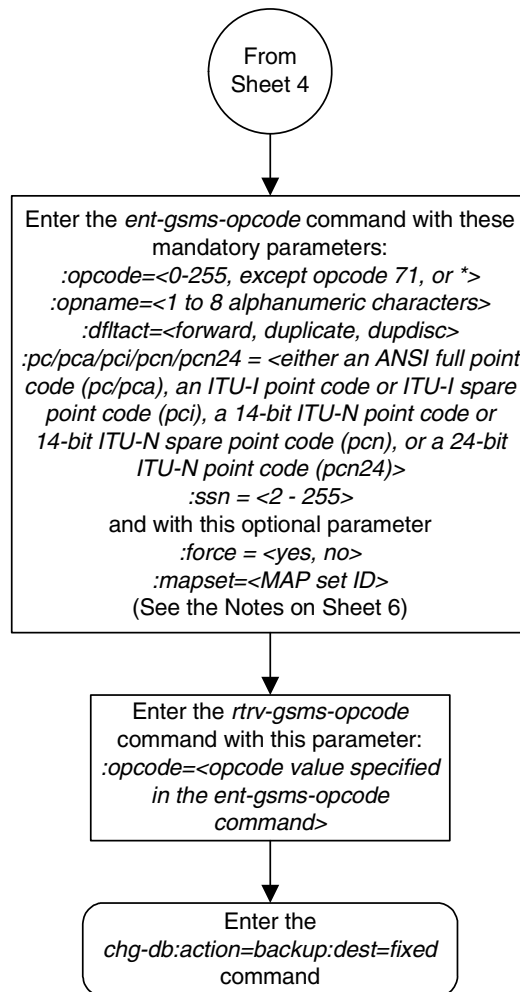 From
Sheet 4
Enter the ent-gsms-opcode command with these
mandatory parameters:
:opcode=<0-255, except opcode 71, or *>
:opname=<1 to 8 alphanumeric characters>
:dfltact=<forward, duplicate, dupdisc>
:pc/pca/pci/pcn/pcn24 = <either an ANSI full point
code (pc/pca), an ITU-I point code or ITU-I spare
point code (pci), a 14-bit ITU-N point code or
14-bit ITU-N spare point code (pcn), or a 24-bit
ITU-N point code (pcn24)>
:ssn = <2 - 255>
and with this optional parameter
:force = <yes, no>
:mapset=<MAP set ID>
(See the Notes on Sheet 6)
Enter the rtrv-gsms-opcode
command with this parameter:
:opcode=<opcode value specified
in the ent-gsms-opcode
command>
Enter the
chg-db:action=backup:dest=fixed
command